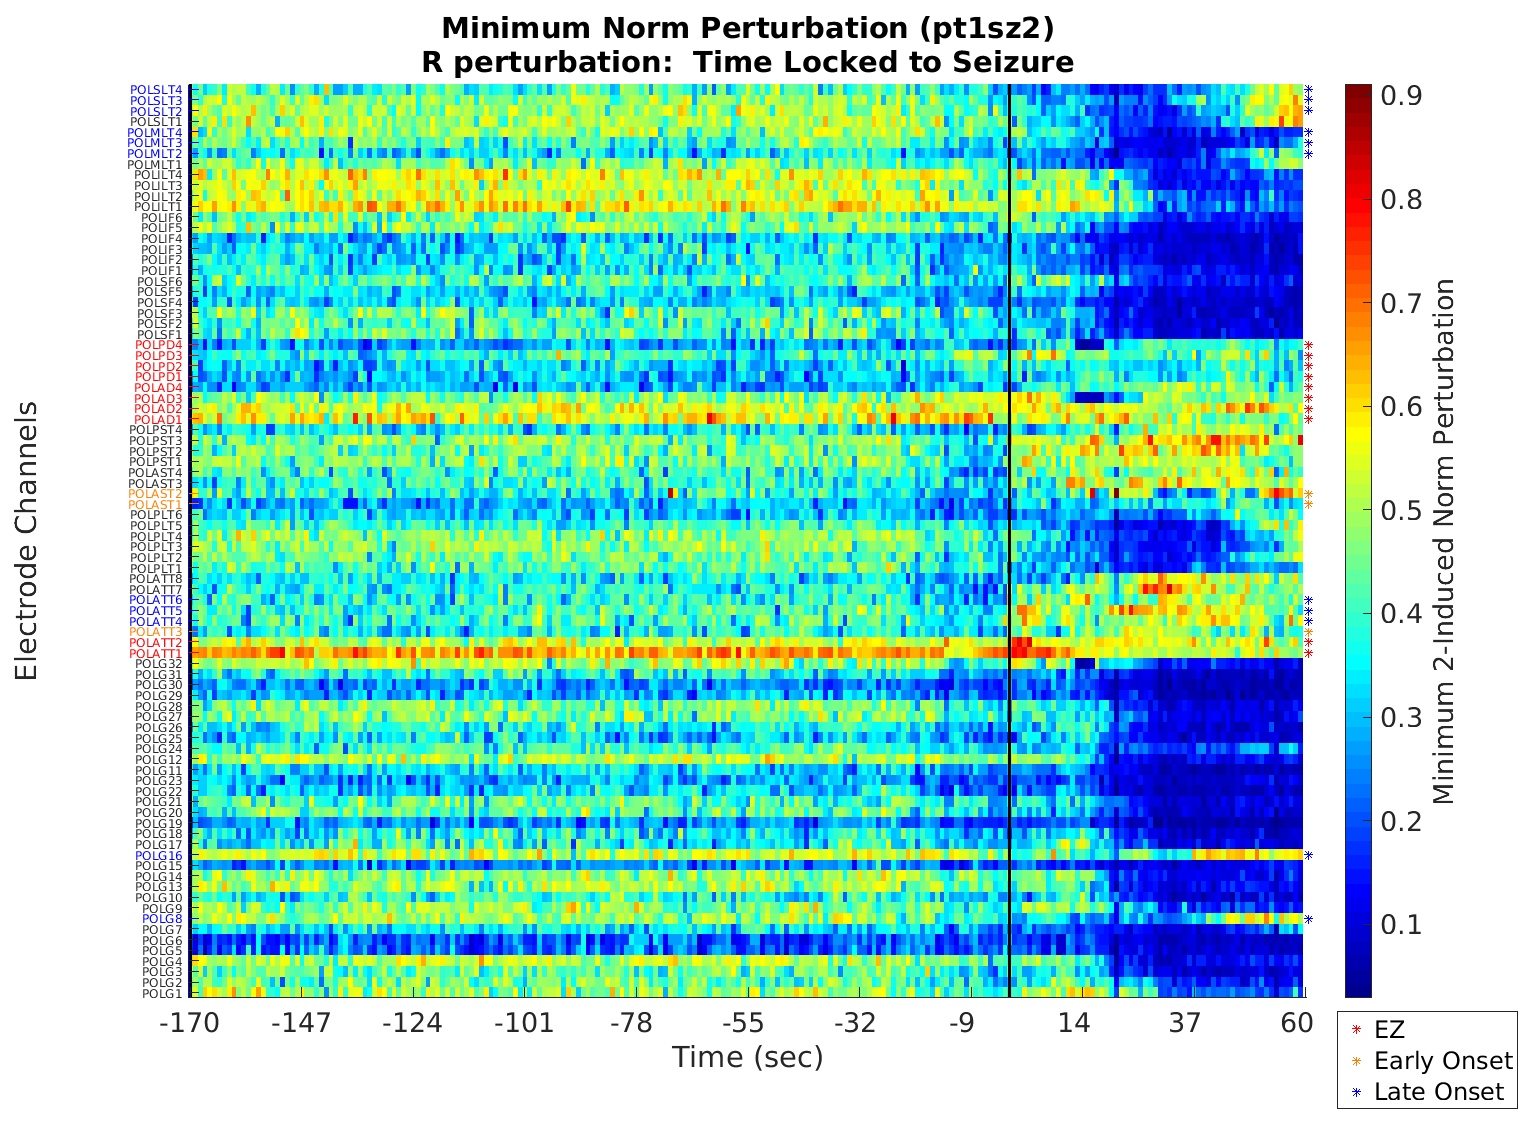 Minimum Norm Perturbation (pt1sz2)
R perturbation:  Time Locked to Seizure
Electrode Channels
POLSLT4
POLSLT3
POLSLT2
POLSLT1
POLMLT4
POLMLT3
POLMLT2
POLMLT1
POLILT4
POLILT3
POLILT2
POLILT1
POLIF6
POLIF5
POLIF4
POLIF3
POLIF2
POLIF1
POLSF6
POLSF5
POLSF4
POLSF3
POLSF2
POLSF1
POLPD4
POLPD3
POLPD2
POLPD1
POLAD4
POLAD3
POLAD2
POLAD1
POLPST4
POLPST3
POLPST2
POLPST1
POLAST4
POLAST3
POLAST2
POLAST1
POLPLT6
POLPLT5
POLPLT4
POLPLT3
POLPLT2
POLPLT1
POLATT8
POLATT7
POLATT6
POLATT5
POLATT4
POLATT3
POLATT2
POLATT1
POLG32
POLG31
POLG30
POLG29
POLG28
POLG27
POLG26
POLG25
POLG24
POLG12
POLG11
POLG23
POLG22
POLG21
POLG20
POLG19
POLG18
POLG17
POLG16
POLG15
POLG14
POLG13
POLG10
POLG9
POLG8
POLG7
POLG6
POLG5
POLG4
POLG3
POLG2
POLG1
-170 -147 -124 -101 -78 -55 -32 -9 14 37 60
Time (sec)
0.9
0.8
0.7
0.6
0.5
0.4
0.3
0.2
0.1
Minimum 2-Induced Norm Perturbation
EZ
Early Onset
Late Onset